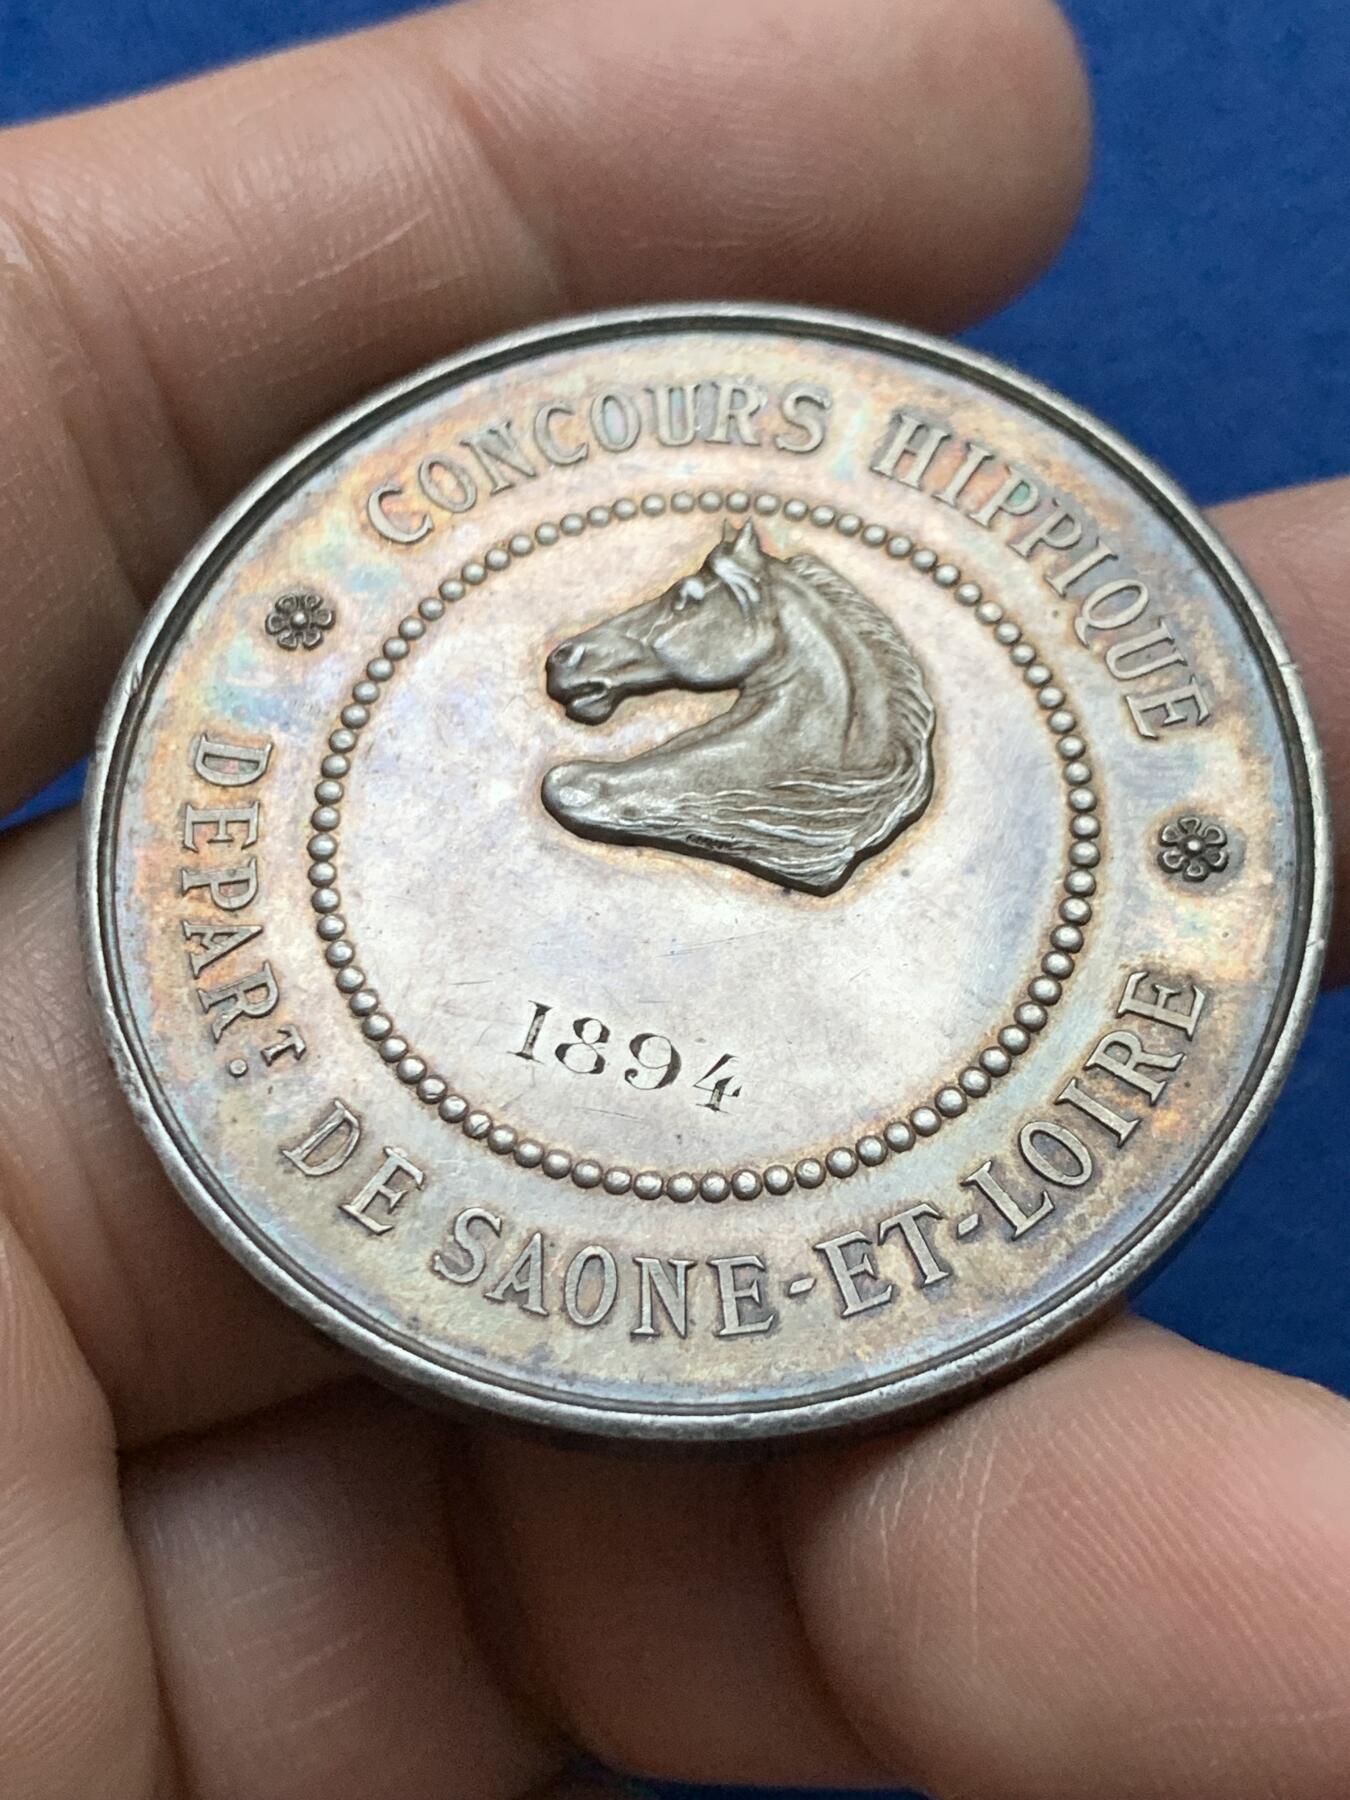 CONCOURS HIPPIQUE
1894
DEPART. DE SAONE-ET-LOIRE